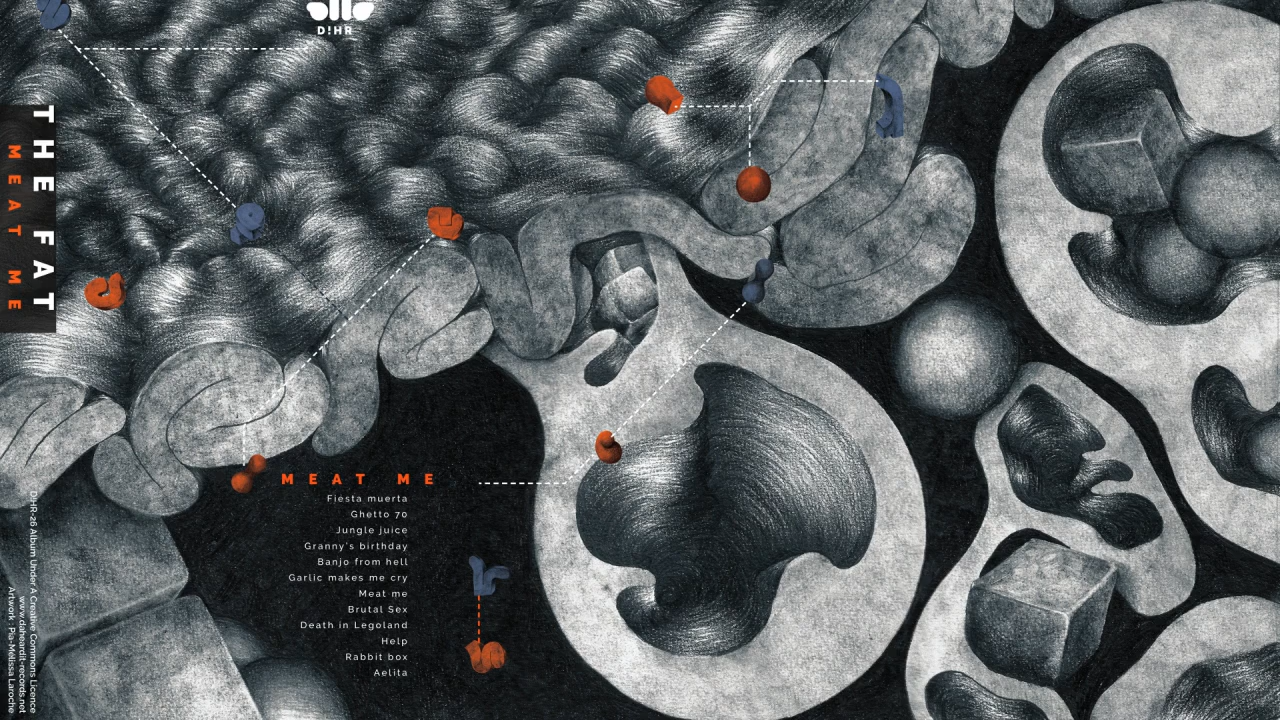 D!HR
THE FAT
MEAT ME
MEAT ME
Fiesta muerta
Ghetto 70
Jungle juice
Granny's birthday
Banjo from hell
Garlic makes me cry
Meat me
Brutal Sex
Death in Legoland
Help
Rabbit box
Aelita
DHR-26 Album Under A Creative Commons Licence
www.daheardit-records.net
Artwork : Pia-Melissa Laroche